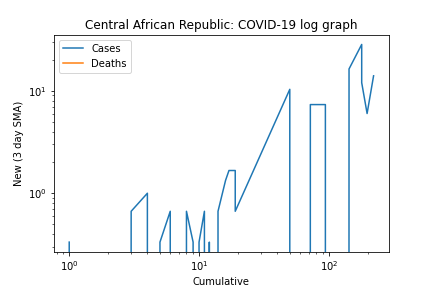 Central African Republic: COVID-19 log graph
Cases
Deaths
New (3 day SMA)
10¹
10⁰
10⁰ 10¹ 10²
Cumulative